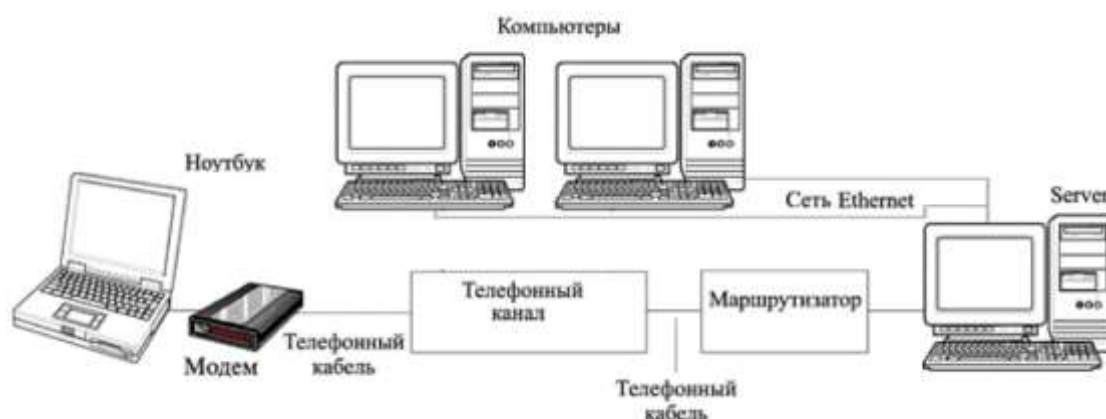 Компьютеры
Ноутбук
Сеть Ethernet
Server
Телефонный
канал
Маршрутизатор
Телефонный
кабель
Модем
Телефонный
кабель